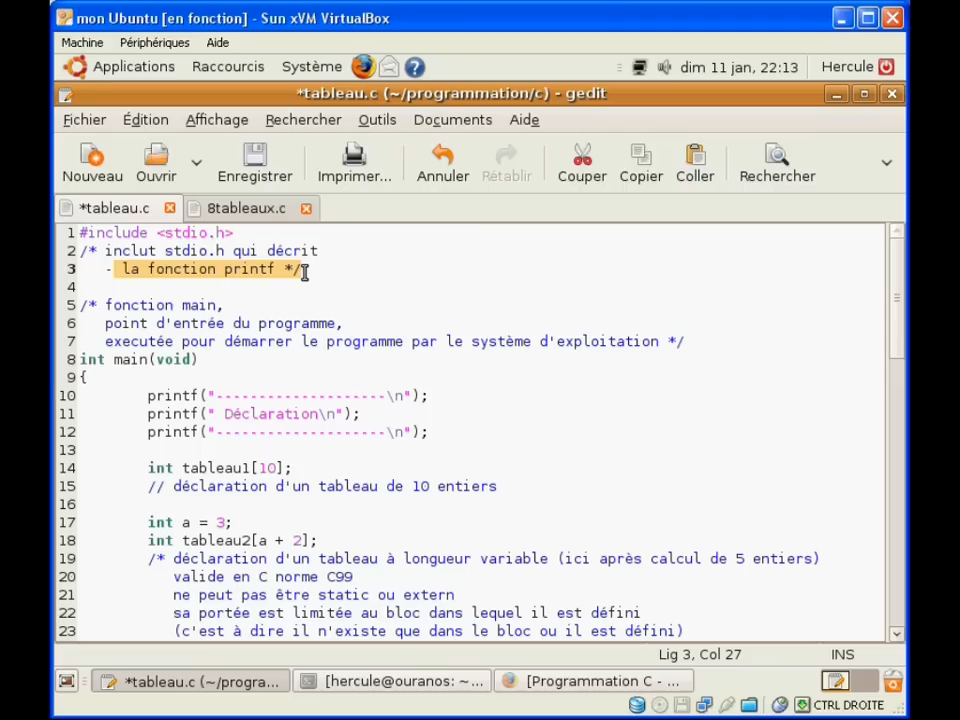 mon Ubuntu [en fonction] - Sun xVM VirtualBox
Machine Périphériques Aide
Applications Raccourcis Système ? dim 11 jan, 22:13 Hercule
*tableau.c (~/programmation/c) - gedit
Fichier Édition Affichage Rechercher Outils Documents Aide
Nouveau Ouvrir Enregistrer Imprimer... Annuler Rétablir Couper Copier Coller Rechercher
*tableau.c 8tableaux.c
1 #include <stdio.h>
2 /* inclut stdio.h qui décrit
3 - la fonction printf */
4
5 /* fonction main,
6 point d'entrée du programme,
7 executée pour démarrer le programme par le système d'exploitation */
8 int main(void)
9 {
10 printf("--------------------\n");
11 printf(" Déclaration\n");
12 printf("--------------------\n");
13
14 int tableau1[10];
15 // déclaration d'un tableau de 10 entiers
16
17 int a = 3;
18 int tableau2[a + 2];
19 /* déclaration d'un tableau à longueur variable (ici après calcul de 5 entiers)
20 valide en C norme C99
21 ne peut pas être static ou extern
22 sa portée est limitée au bloc dans lequel il est défini
23 (c'est à dire il n'existe que dans le bloc ou il est défini)
Lig 3, Col 27 INS
*tableau.c (~/progra... [hercule@ouranos: ~... [Programmation C - ...
CTRL DROITE